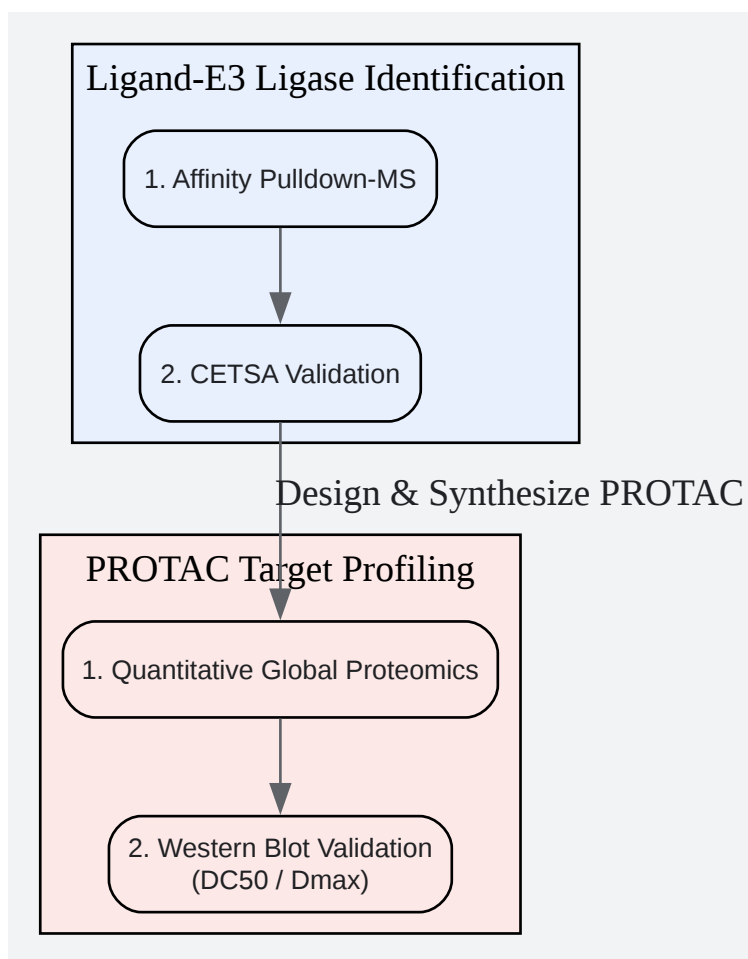 Ligand-E3 Ligase Identification
1. Affinity Pulldown-MS
2. CETSA Validation
Design & Synthesize PROTAC
PROTAC Target Profiling
1. Quantitative Global Proteomics
2. Western Blot Validation
(DC50 / Dmax)